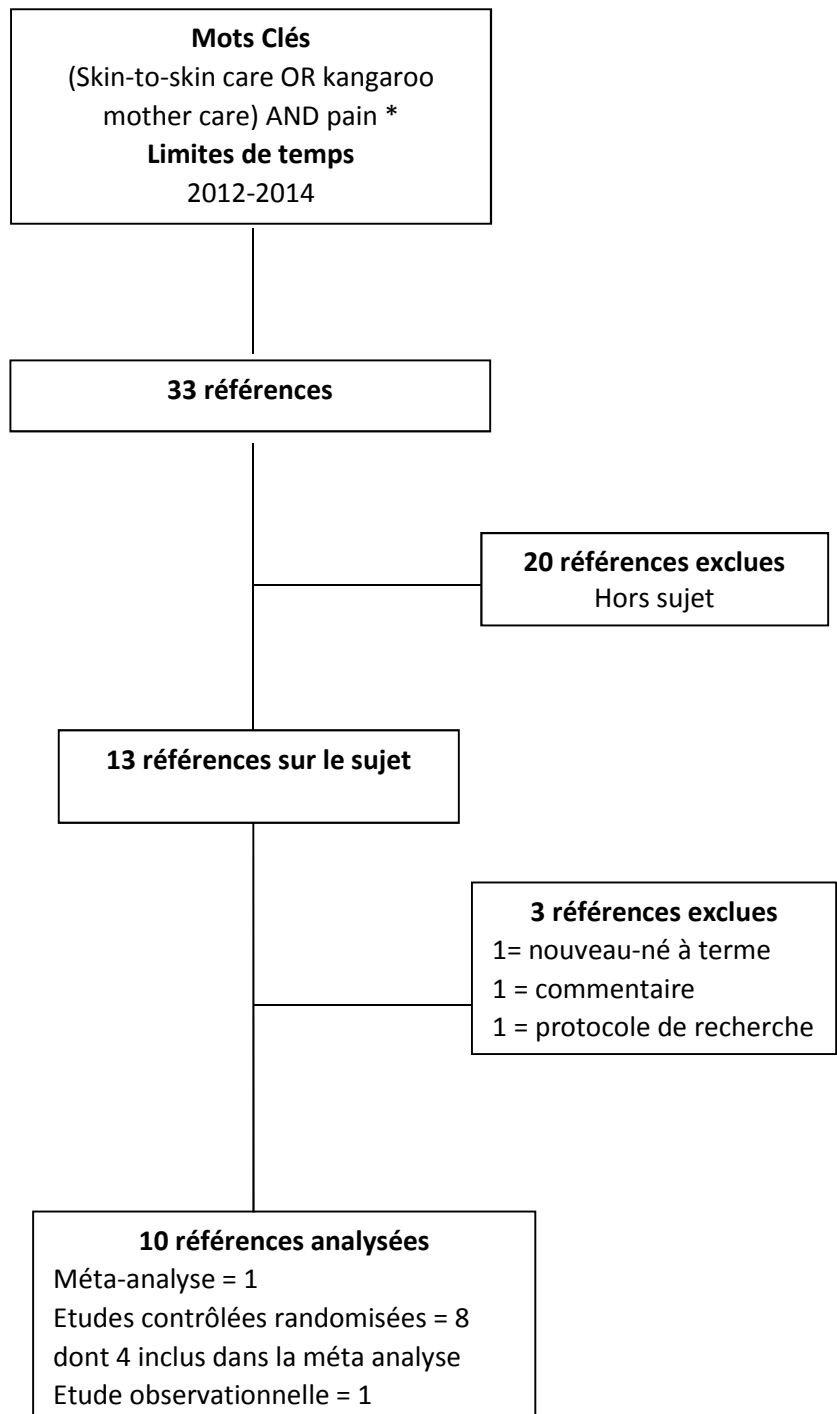 Mots Clés
(Skin-to-skin care OR kangaroo
mother care) AND pain *
Limites de temps
2012-2014
33 références
20 références exclues
Hors sujet
13 références sur le sujet
3 références exclues
1= nouveau-né à terme
1 = commentaire
1 = protocole de recherche
10 références analysées
Méta-analyse = 1
Etudes contrôlées randomisées = 8
dont 4 inclus dans la méta analyse
Etude observationnelle = 1